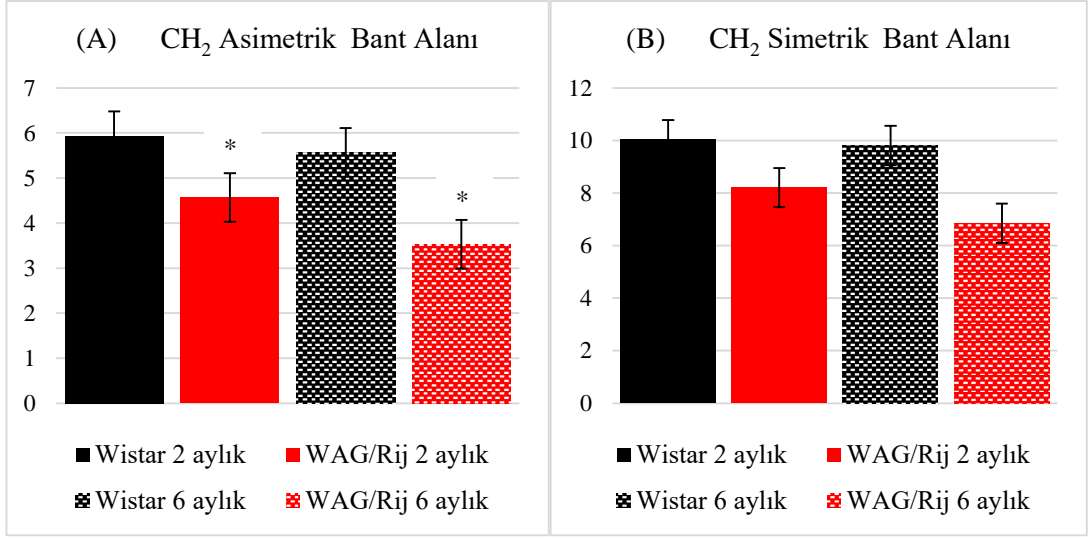 (A) CH₂ Asimetrik Bant Alanı
7
6
5
4
3
2
1
0
*
*
Wistar 2 aylık WAG/Rij 2 aylık
Wistar 6 aylık WAG/Rij 6 aylık
(B) CH₂ Simetrik Bant Alanı
12
10
8
6
4
2
0
Wistar 2 aylık WAG/Rij 2 aylık
Wistar 6 aylık WAG/Rij 6 aylık